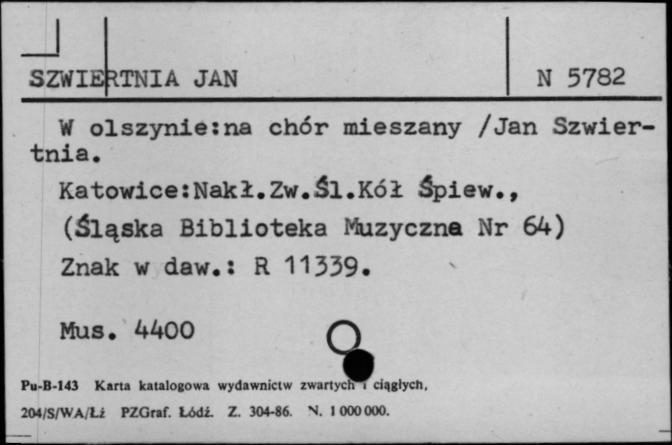 SZWIERTNIA JAN N 5782
W olszynie:na chór mieszany /Jan Szwier-
tnia.
Katowice:Nakł.Zw.Śl.Kół Śpiew.,
(Śląska Biblioteka Muzyczna Nr 64)
Znak w daw.: R 11339.
Mus. 4400
Pu-B-143 Karta katalogowa wydawnictw zwartych i ciągłych,
204/S/WA/Łź PZGraf. Łódź. Z. 304-86. N. 1 000 000.